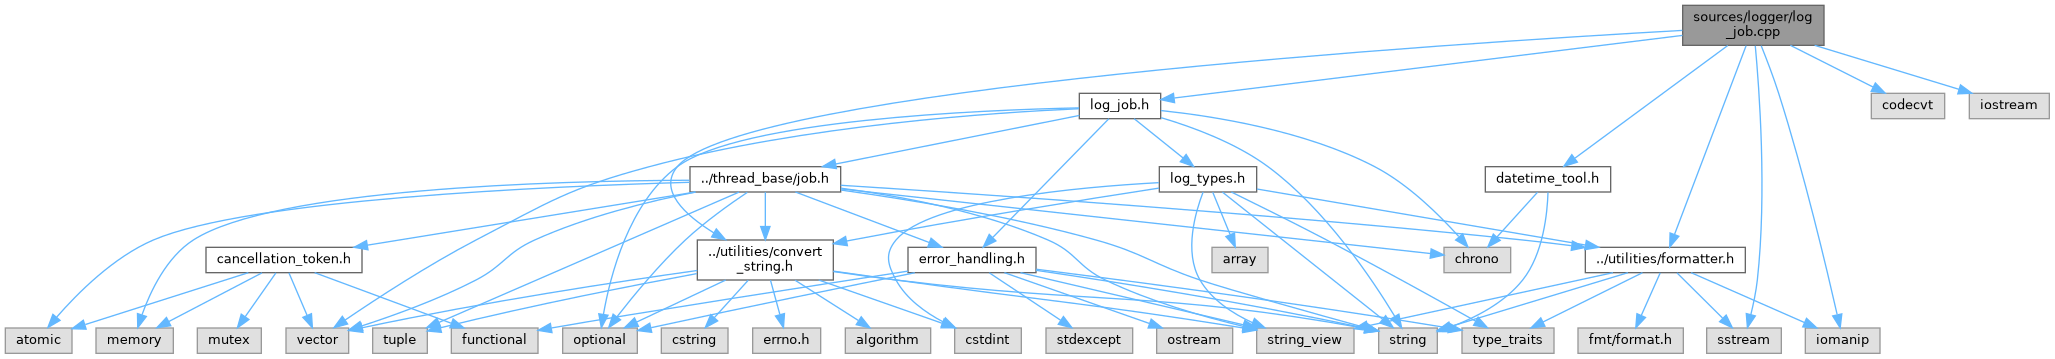 sources/logger/log
_job.cpp
log_job.h
codecvt
iostream
../thread_base/job.h
log_types.h
datetime_tool.h
cancellation_token.h
../utilities/convert
_string.h
error_handling.h
array
chrono
../utilities/formatter.h
atomic
memory
mutex
vector
tuple
functional
optional
cstring
errno.h
algorithm
cstdint
stdexcept
ostream
string_view
string
type_traits
fmt/format.h
sstream
iomanip